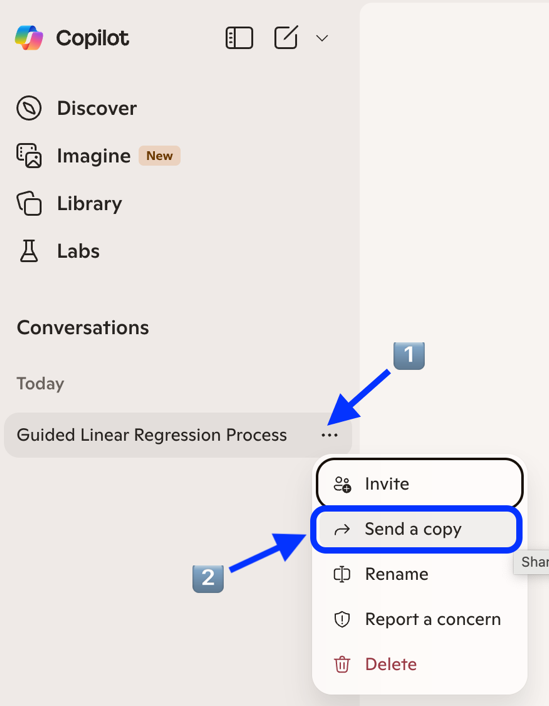 Copilot
Discover
Imagine New
Library
Labs
Conversations
Today
1
Guided Linear Regression Process ...
Invite
Send a copy
2
Shar
Rename
Report a concern
Delete